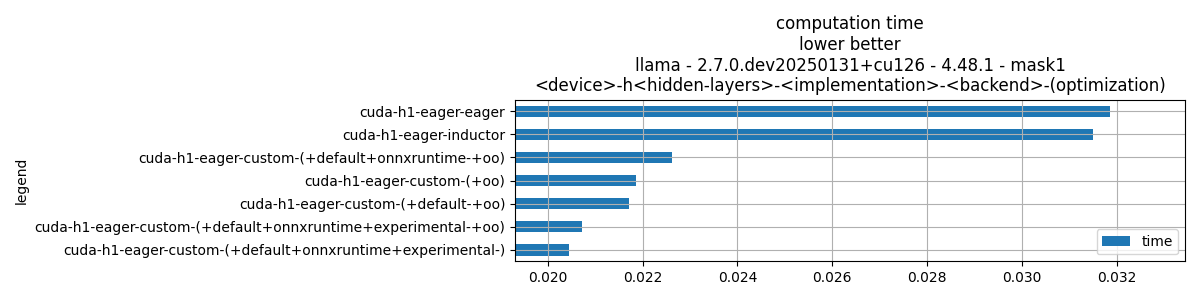 computation time
lower better
llama - 2.7.0.dev20250131+cu126 - 4.48.1 - mask1
<device>-h<hidden-layers>-<implementation>-<backend>-(optimization)
legend
cuda-h1-eager-eager
cuda-h1-eager-inductor
cuda-h1-eager-custom-(+default+onnxruntime-+oo)
cuda-h1-eager-custom-(+oo)
cuda-h1-eager-custom-(+default-+oo)
cuda-h1-eager-custom-(+default+onnxruntime+experimental-+oo)
cuda-h1-eager-custom-(+default+onnxruntime+experimental-)
time
0.020 0.022 0.024 0.026 0.028 0.030 0.032